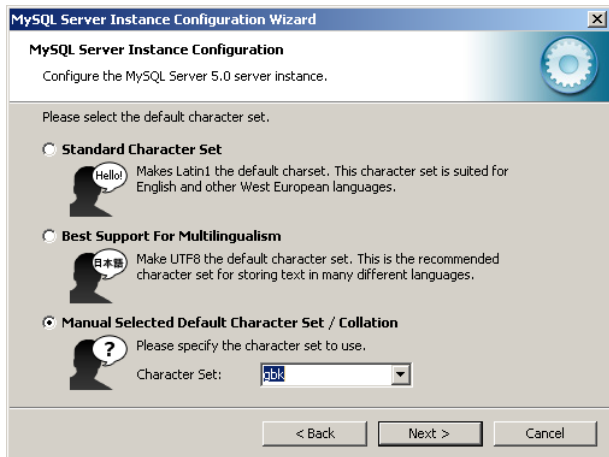 MySQL Server Instance Configuration Wizard
MySQL Server Instance Configuration
Configure the MySQL Server 5.0 server instance.
Please select the default character set.
Standard Character Set
Hello!
Makes Latin1 the default charset. This character set is suited for
English and other West European languages.
Best Support For Multilingualism
日本語
Make UTF8 the default character set. This is the recommended
character set for storing text in many different languages.
Manual Selected Default Character Set / Collation
?
Please specify the character set to use.
Character Set: gbk
< Back Next > Cancel